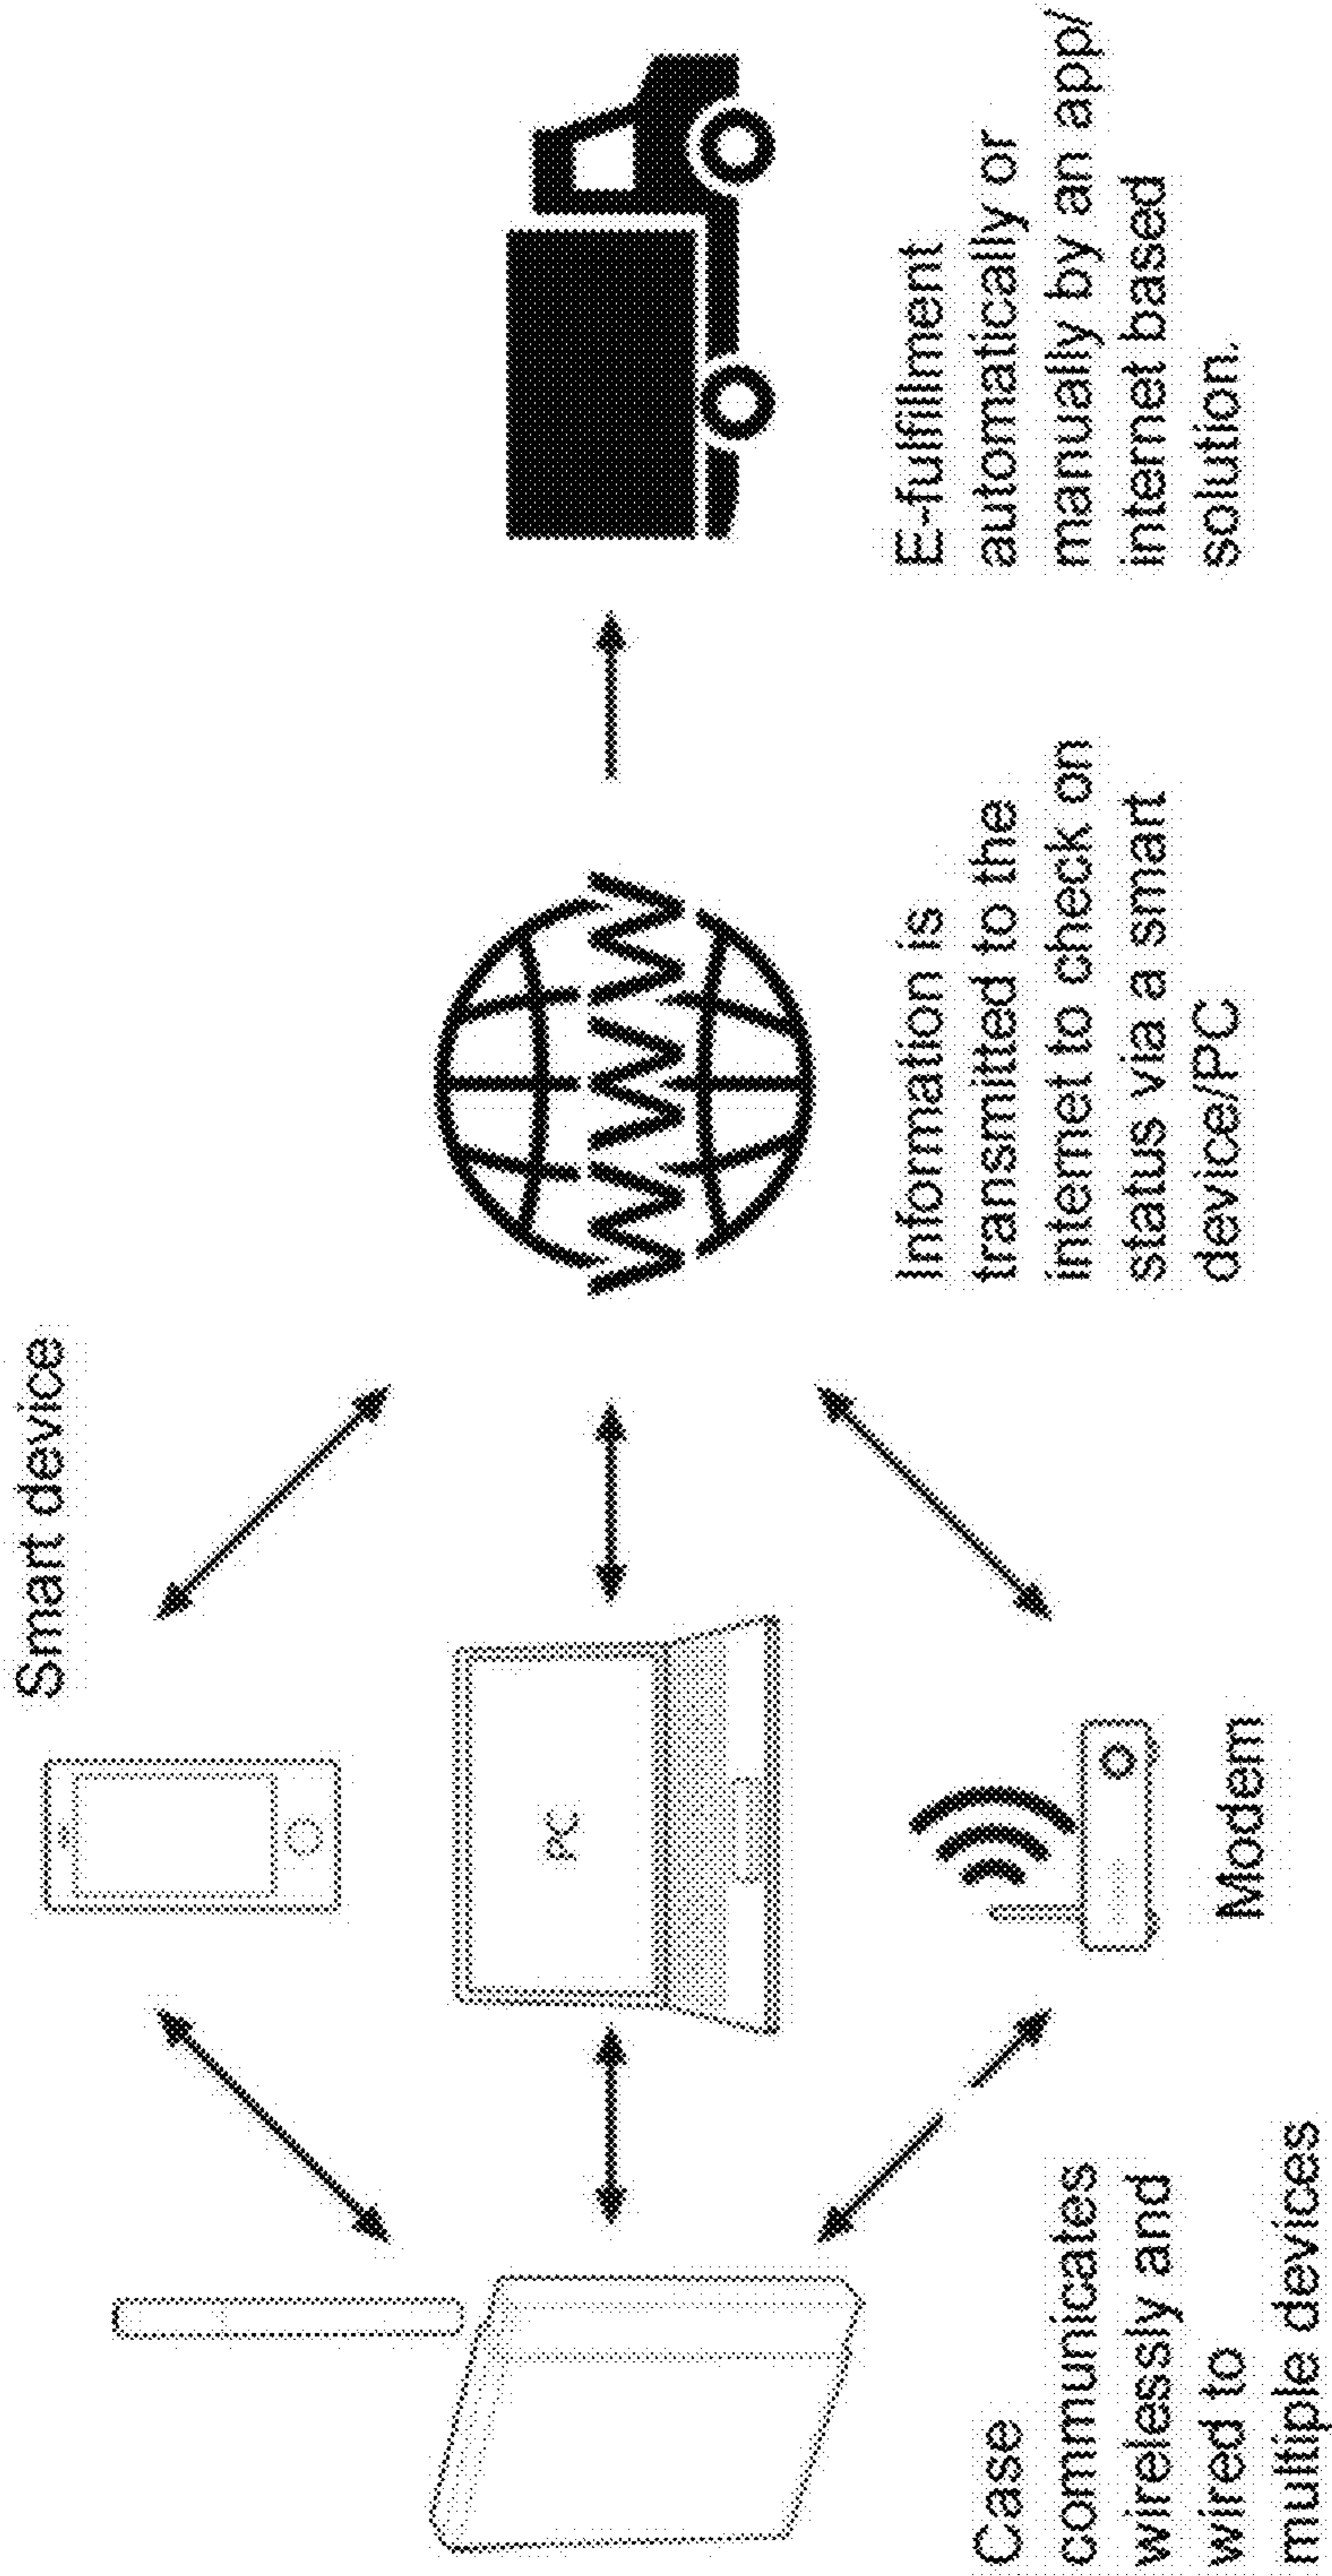 Smart device
PC
Modem
WWW
Case
communicates
wirelessly and
wired to
multiple devices
Information is
transmitted to the
internet to check on
status via a smart
device/PC
E-fulfillment
automatically or
manually by an app/
internet based
solution.